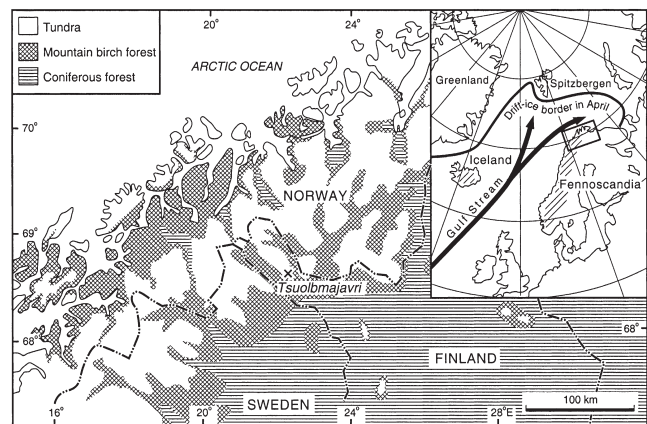 Tundra
Mountain birch forest
Coniferous forest
20°
24°
ARCTIC OCEAN
70°
NORWAY
69°
Tsuolbmajavri
68°
68°
FINLAND
SWEDEN
100 km
16°
20°
24
28°E
Greenland
Spitzbergen
Drift-ice border in April
Iceland
Fennoscandia
Gulf Stream